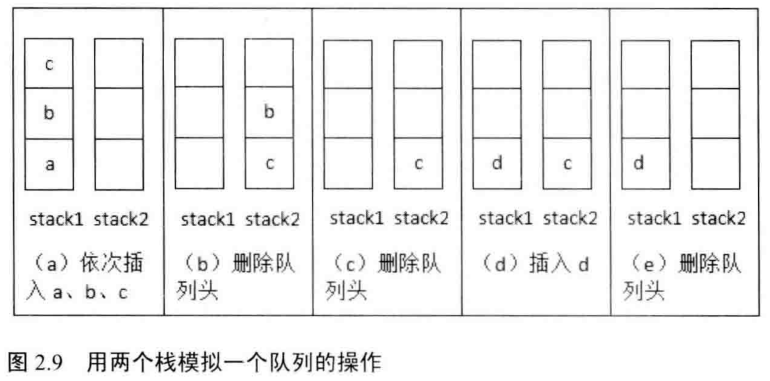 c
b
a
b
c
c
d
c
d
stack1 stack2
stack1 stack2
stack1 stack2
stack1 stack2
stack1 stack2
（a）依次插
入 a、b、c
（b）删除队
列头
（c）删除队
列头
（d）插入 d
（e）删除队
列头
图 2.9 用两个栈模拟一个队列的操作